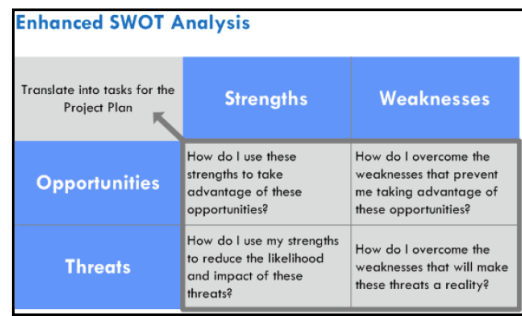 Enhanced SWOT Analysis
Translate into tasks for the
Project Plan
Strengths
Weaknesses
Opportunities
How do I use these
strengths to take
advantage of these
opportunities?
How do I overcome the
weaknesses that prevent
me taking advantage of
these opportunities?
Threats
How do I use my strengths
to reduce the likelihood
and impact of these
threats?
How do I overcome the
weaknesses that will make
these threats a reality?